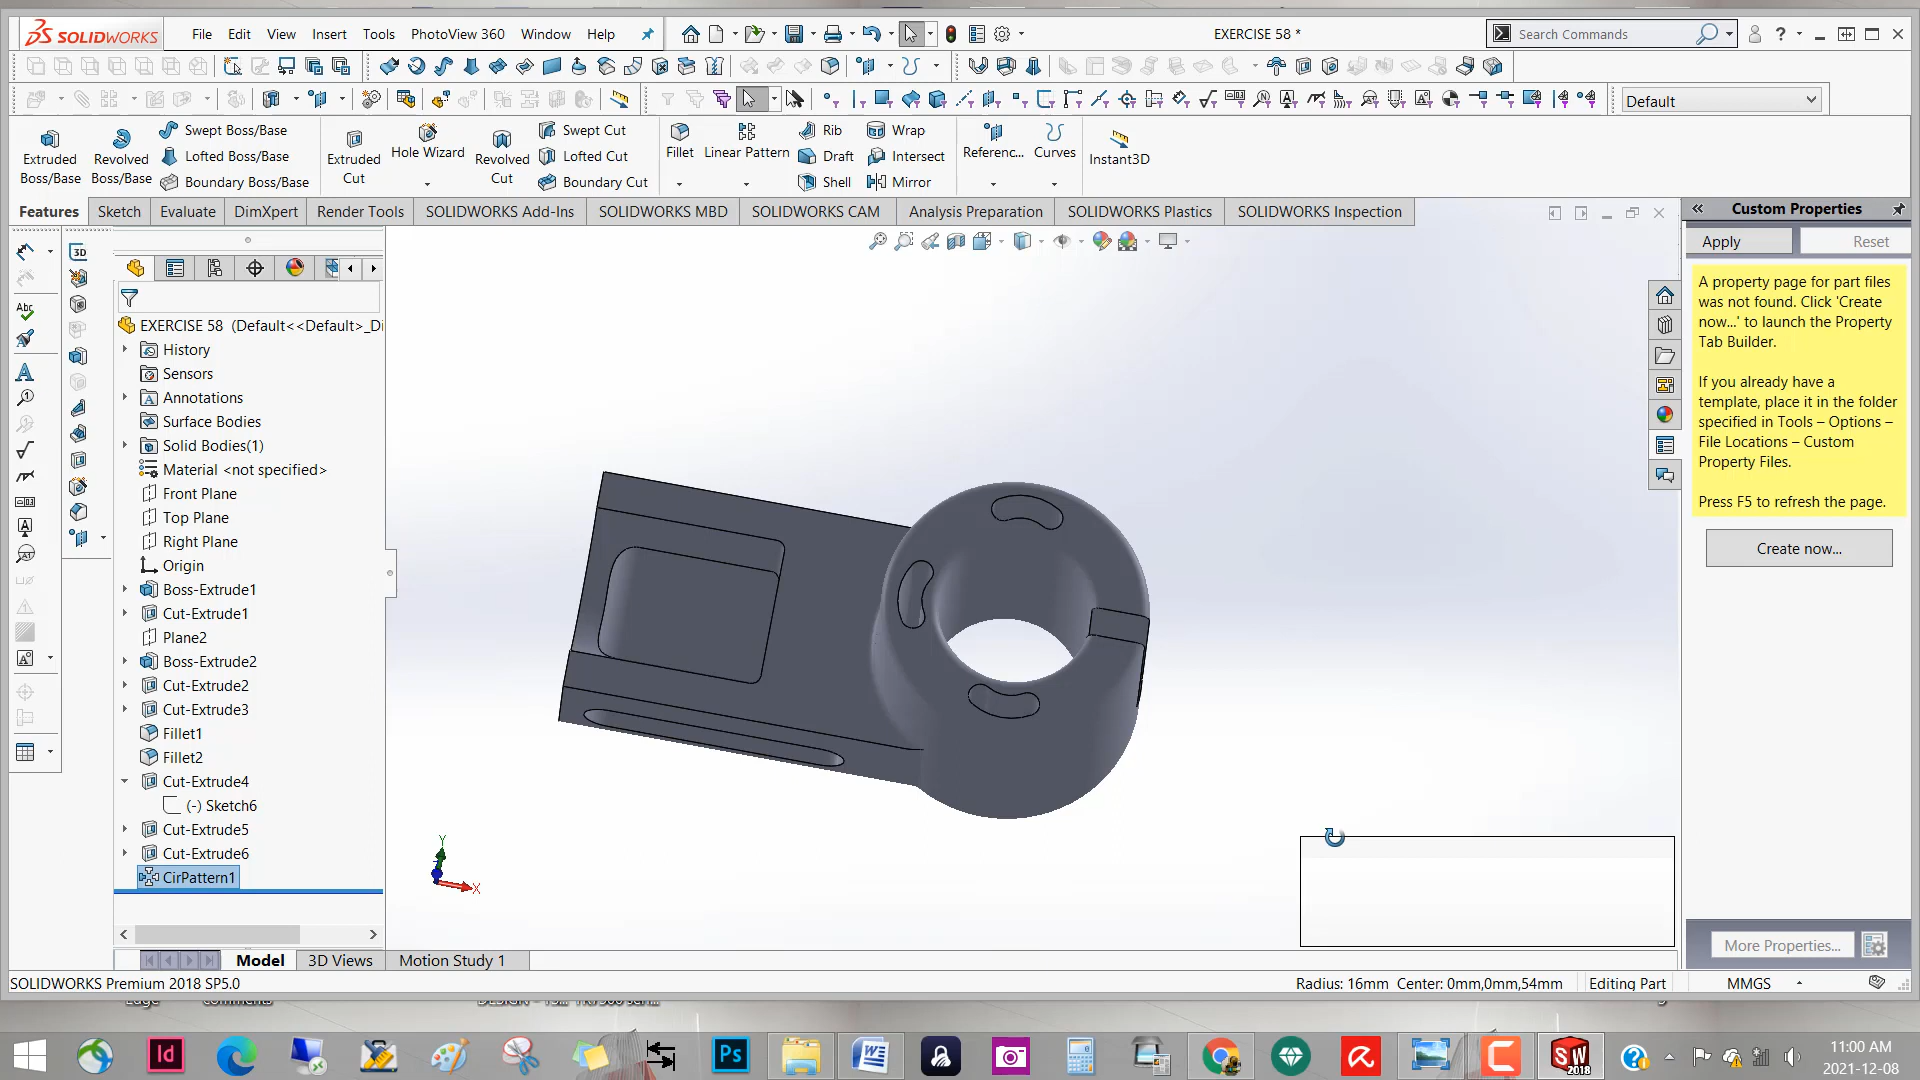 SOLIDWORKS
File Edit View Insert Tools PhotoView 360 Window Help
EXERCISE 58 *
Search Commands
Default
Extruded Boss/Base
Revolved Boss/Base
Swept Boss/Base
Lofted Boss/Base
Boundary Boss/Base
Extruded Cut
Hole Wizard
Revolved Cut
Swept Cut
Lofted Cut
Boundary Cut
Fillet
Linear Pattern
Rib
Draft
Shell
Wrap
Intersect
Mirror
Referenc...
Curves
Instant3D
Features Sketch Evaluate DimXpert Render Tools SOLIDWORKS Add-Ins SOLIDWORKS MBD SOLIDWORKS CAM Analysis Preparation SOLIDWORKS Plastics SOLIDWORKS Inspection
EXERCISE 58 (Default<<Default>_Di
History
Sensors
Annotations
Surface Bodies
Solid Bodies(1)
Material <not specified>
Front Plane
Top Plane
Right Plane
Origin
Boss-Extrude1
Cut-Extrude1
Plane2
Boss-Extrude2
Cut-Extrude2
Cut-Extrude3
Fillet1
Fillet2
Cut-Extrude4
(-) Sketch6
Cut-Extrude5
Cut-Extrude6
CirPattern1
Y
X
Custom Properties
Apply
Reset
A property page for part files
was not found. Click 'Create
now...' to launch the Property
Tab Builder.
If you already have a
template, place it in the folder
specified in Tools – Options –
File Locations – Custom
Property Files.
Press F5 to refresh the page.
Create now...
More Properties...
Model 3D Views Motion Study 1
SOLIDWORKS Premium 2018 SP5.0
Radius: 16mm Center: 0mm,0mm,54mm
Editing Part
MMGS
11:00 AM
2021-12-08